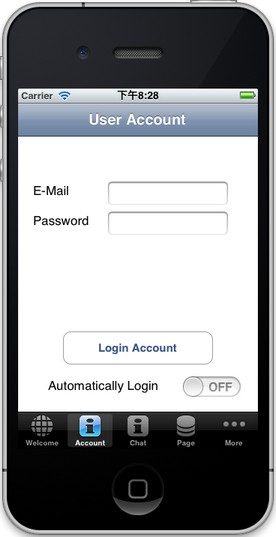 Carrier 下午8:28
User Account
E-Mail
Password
Login Account
Automatically Login OFF
Welcome Account Chat Page More